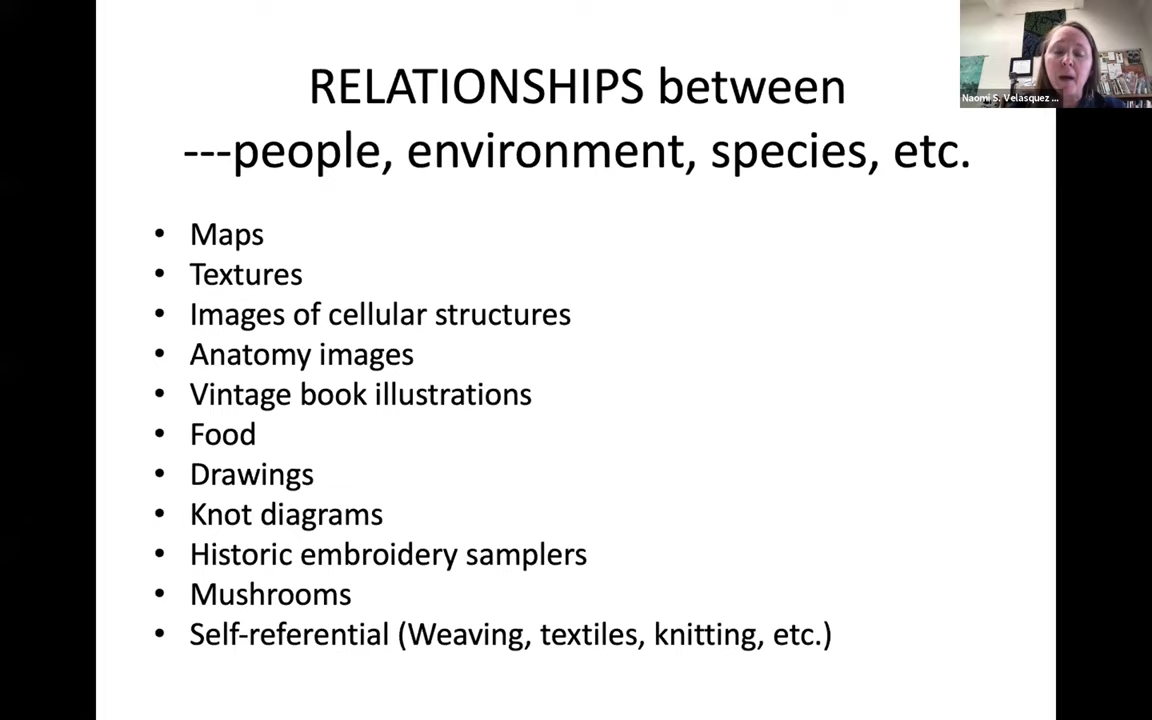 RELATIONSHIPS between
---people, environment, species, etc.
• Maps
• Textures
• Images of cellular structures
• Anatomy images
• Vintage book illustrations
• Food
• Drawings
• Knot diagrams
• Historic embroidery samplers
• Mushrooms
• Self-referential (Weaving, textiles, knitting, etc.)
Naomi S. Velasquez ...